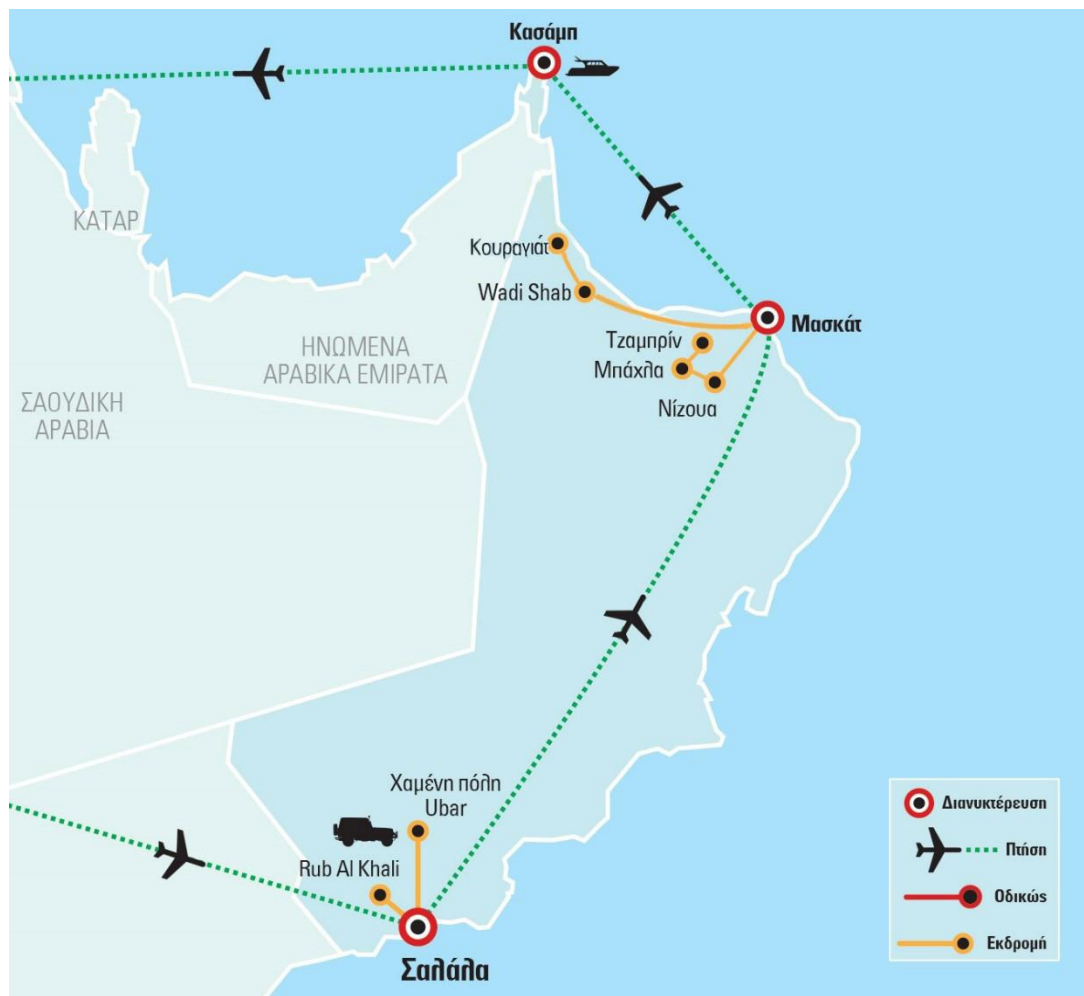 Κασάμπ
ΚΑΤΑΡ
Κουραγιάτ
Wadi Shab
Μασκάτ
Τζαμπρίν
Μπάχλα
Νίζουα
ΗΝΩΜΕΝΑ
ΑΡΑΒΙΚΑ ΕΜΙΡΑΤΑ
ΣΑΟΥΔΙΚΗ
ΑΡΑΒΙΑ
Χαμένη πόλη
Ubar
Rub Al Khali
Σαλάλα
Διανυκτέρευση
Πτήση
Οδικώς
Εκδρομή